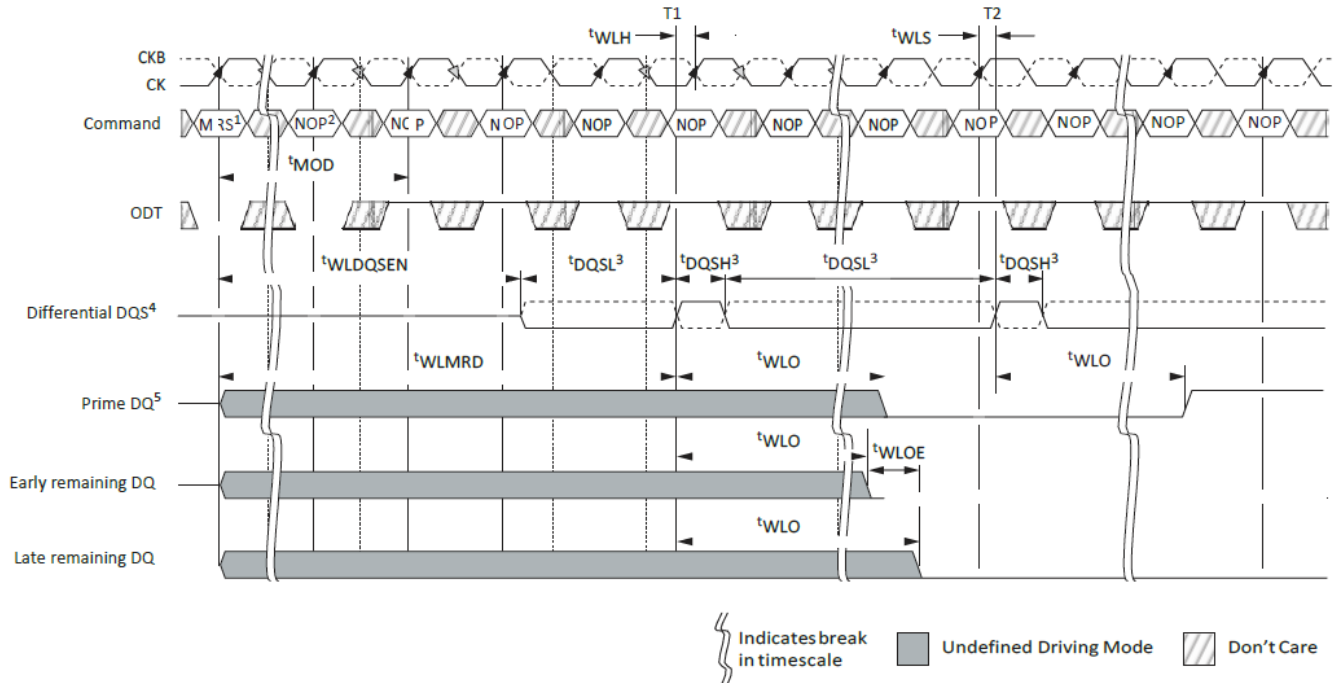 T1 T2
tWLH tWLS
CKB
CK
Command MRS1 NOP2 NOP NOP NOP NOP NOP NOP NOP NOP NOP NOP
tMOD
ODT
tWLDQSEN tDQSL3 tDQSH3 tDQSL3 tDQSH3
Differential DQS4
tWLMRD tWLO tWLO
Prime DQ5
tWLO tWLOE
Early remaining DQ
tWLO
Late remaining DQ
Indicates break
in timescale
Undefined Driving Mode
Don't Care